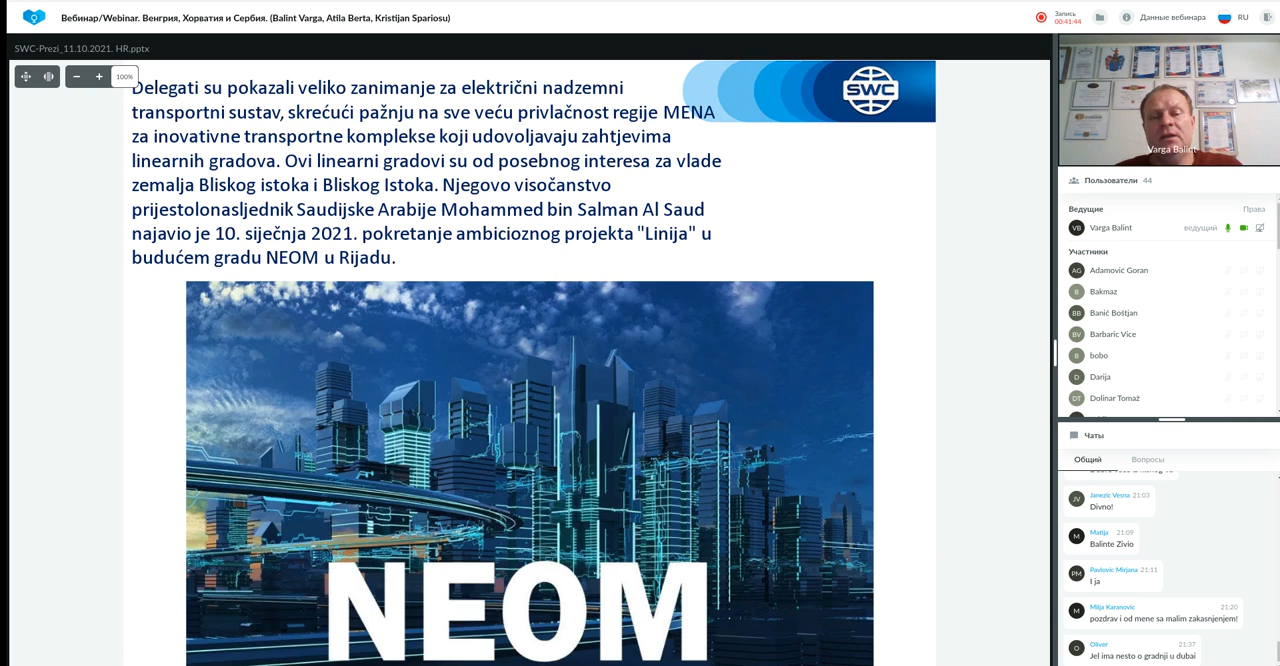 Вебинар/Webinar. Венгрия, Хорватия и Сербия. (Balint Varga, Atila Berta, Kristijan Spariosu)
Запись
00:41:44
Данные вебинара
RU
SWC-Prezi_11.10.2021. HR.pptx
100%
Delegati su pokazali veliko zanimanje za električni nadzemni
transportni sustav, skrećući pažnju na sve veću privlačnost regije MENA
za inovativne transportne komplekse koji udovoljavaju zahtjevima
linearnih gradova. Ovi linearni gradovi su od posebnog interesa za vlade
zemalja Bliskog istoka i Bliskog Istoka. Njegovo visočanstvo
prijestolonasljednik Saudijske Arabije Mohammed bin Salman Al Saud
najavio je 10. siječnja 2021. pokretanje ambicioznog projekta "Linija" u
budućem gradu NEOM u Rijadu.
SWC
NEOM
Varga Balint
Пользователи 44
Ведущие Права
VB Varga Balint ведущий
Участники
AG Adamović Goran
B Bakmaz
BB Banič Boštjan
BV Barbaric Vice
B bobo
D Darija
DT Dolinar Tomaž
Чаты
Общий Вопросы
JV Janezic Vesna 21:03
Divno!
M Matija 21:09
Balinte Zivio
PM Pavlovic Mirjana 21:11
I ja
M Milja Karanovic 21:20
pozdrav i od mene sa malim zakasnjenjem!
O Oliver 21:37
Jel ima nesto o gradnji u dubai